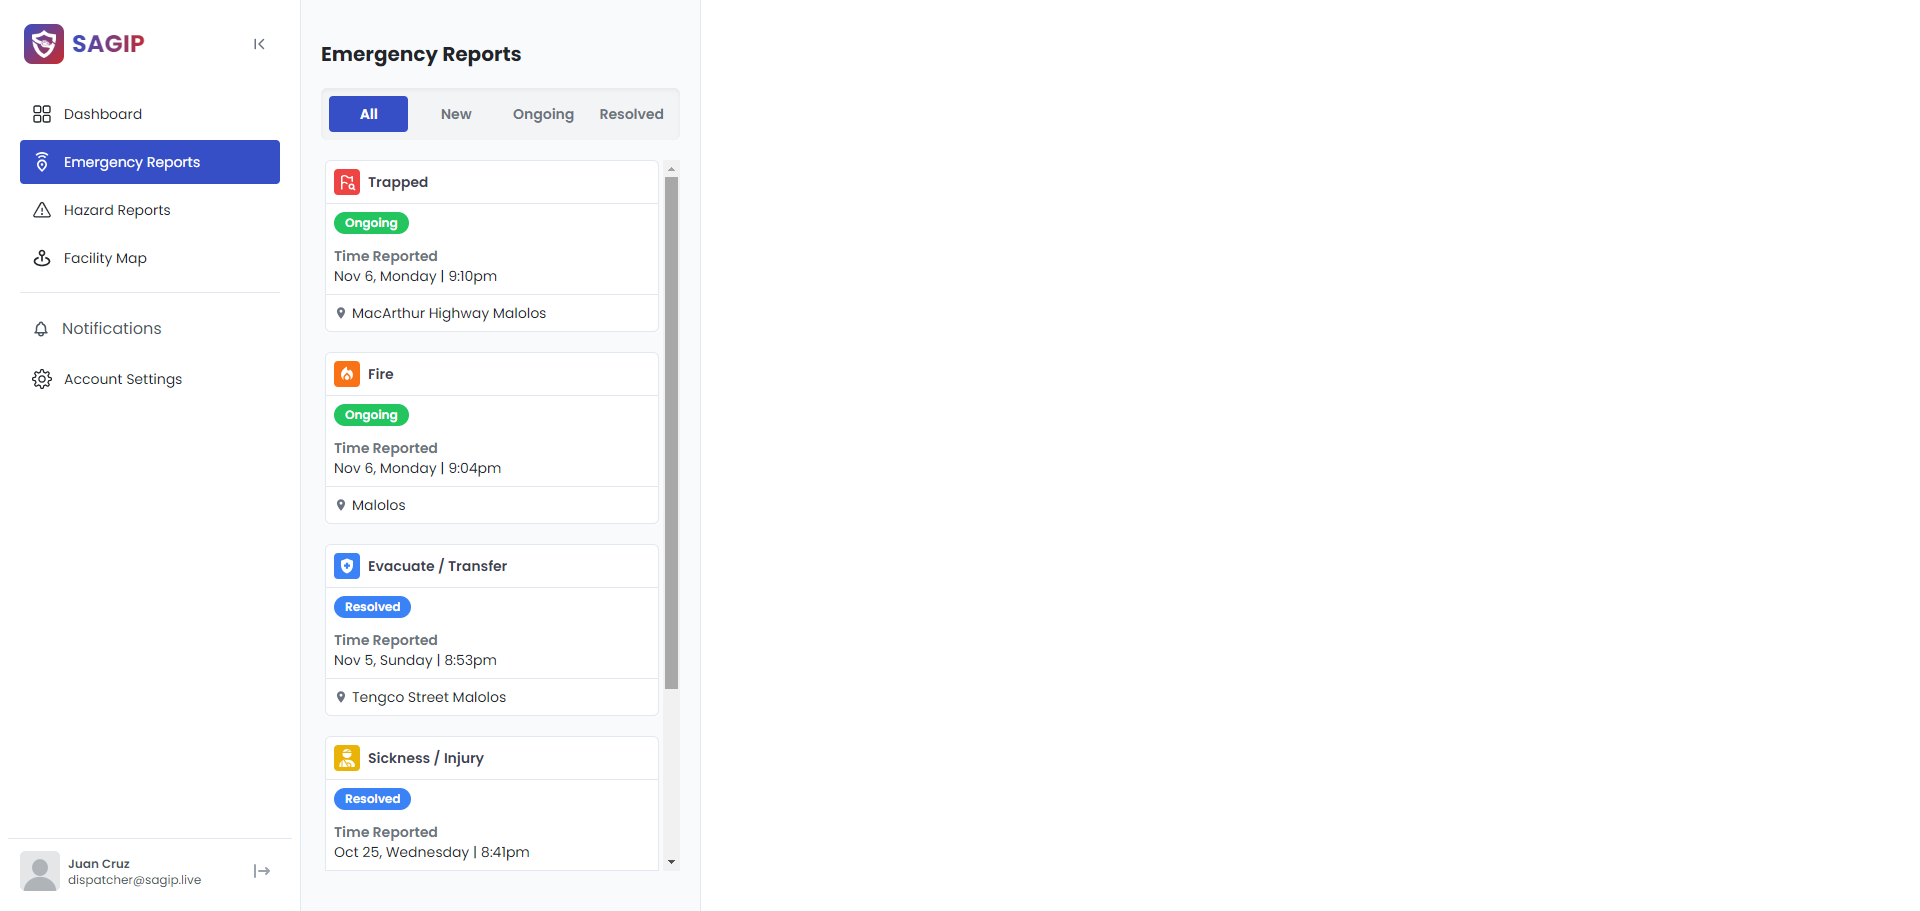 SAGIP
Dashboard
Emergency Reports
Hazard Reports
Facility Map
Notifications
Account Settings
Juan Cruz
dispatcher@sagip.live
Emergency Reports
All New Ongoing Resolved
Trapped
Ongoing
Time Reported
Nov 6, Monday | 9:10pm
MacArthur Highway Malolos
Fire
Ongoing
Time Reported
Nov 6, Monday | 9:04pm
Malolos
Evacuate / Transfer
Resolved
Time Reported
Nov 5, Sunday | 8:53pm
Tengco Street Malolos
Sickness / Injury
Resolved
Time Reported
Oct 25, Wednesday | 8:41pm